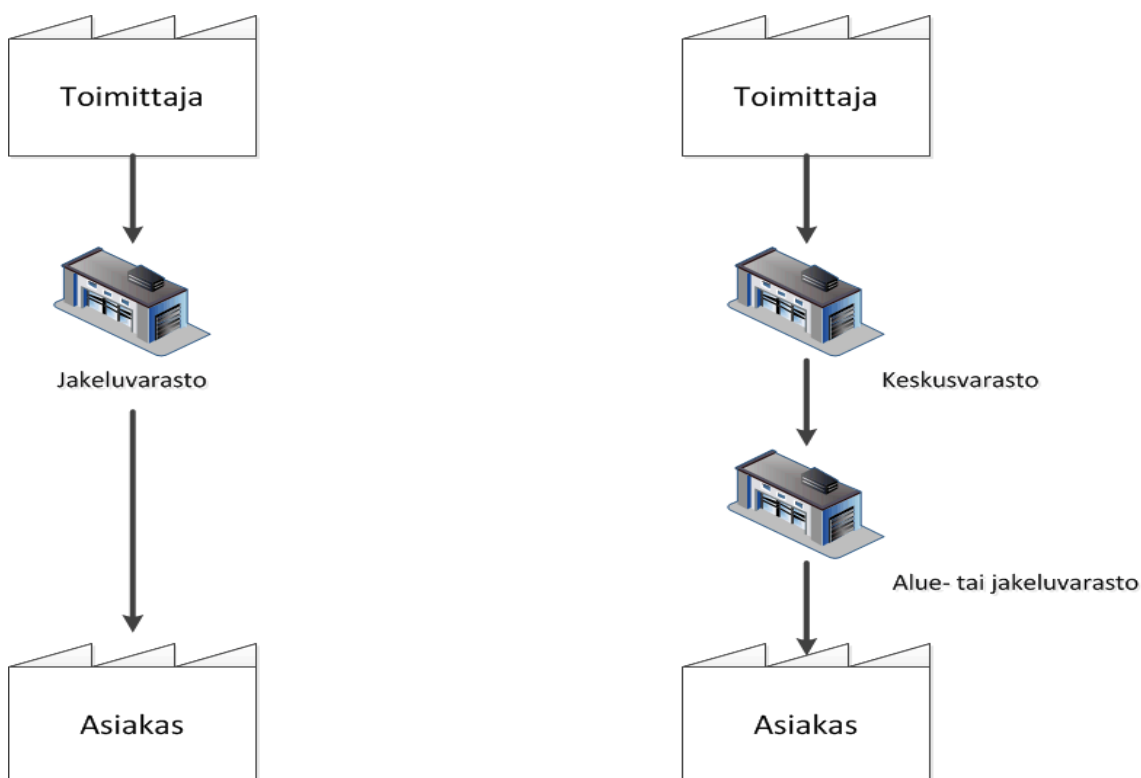 Toimittaja
Jakeluvarasto
Asiakas
Toimittaja
Keskusvarasto
Alue- tai jakeluvarasto
Asiakas